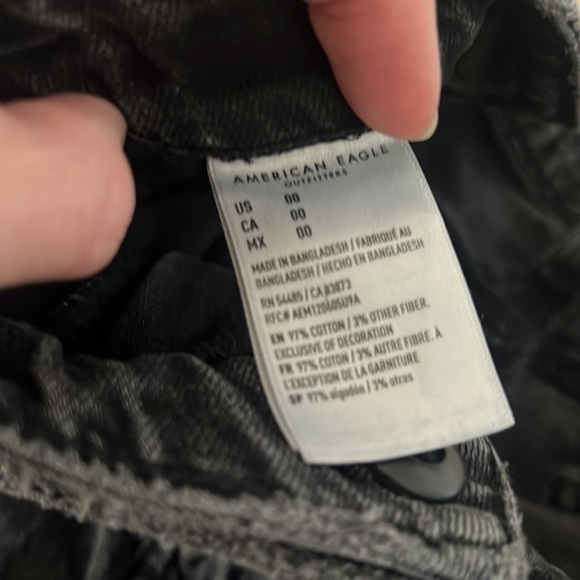 AMERICAN EAGLE
OUTFITTERS
US 00
CA 00
MX 00
MADE IN BANGLADESH / FABRIQUÉ AU
BANGLADESH / HECHO EN BANGLADESH
RN 54485 / CA 83873
RFC# AEM120605U9A
EN 97% COTTON / 3% OTHER FIBER.
EXCLUSIVE OF DECORATION
FR 97% COTON / 3% AUTRE FIBRE. À
L'EXCEPTION DE LA GARNITURE
SP 97% algodón / 3% otras